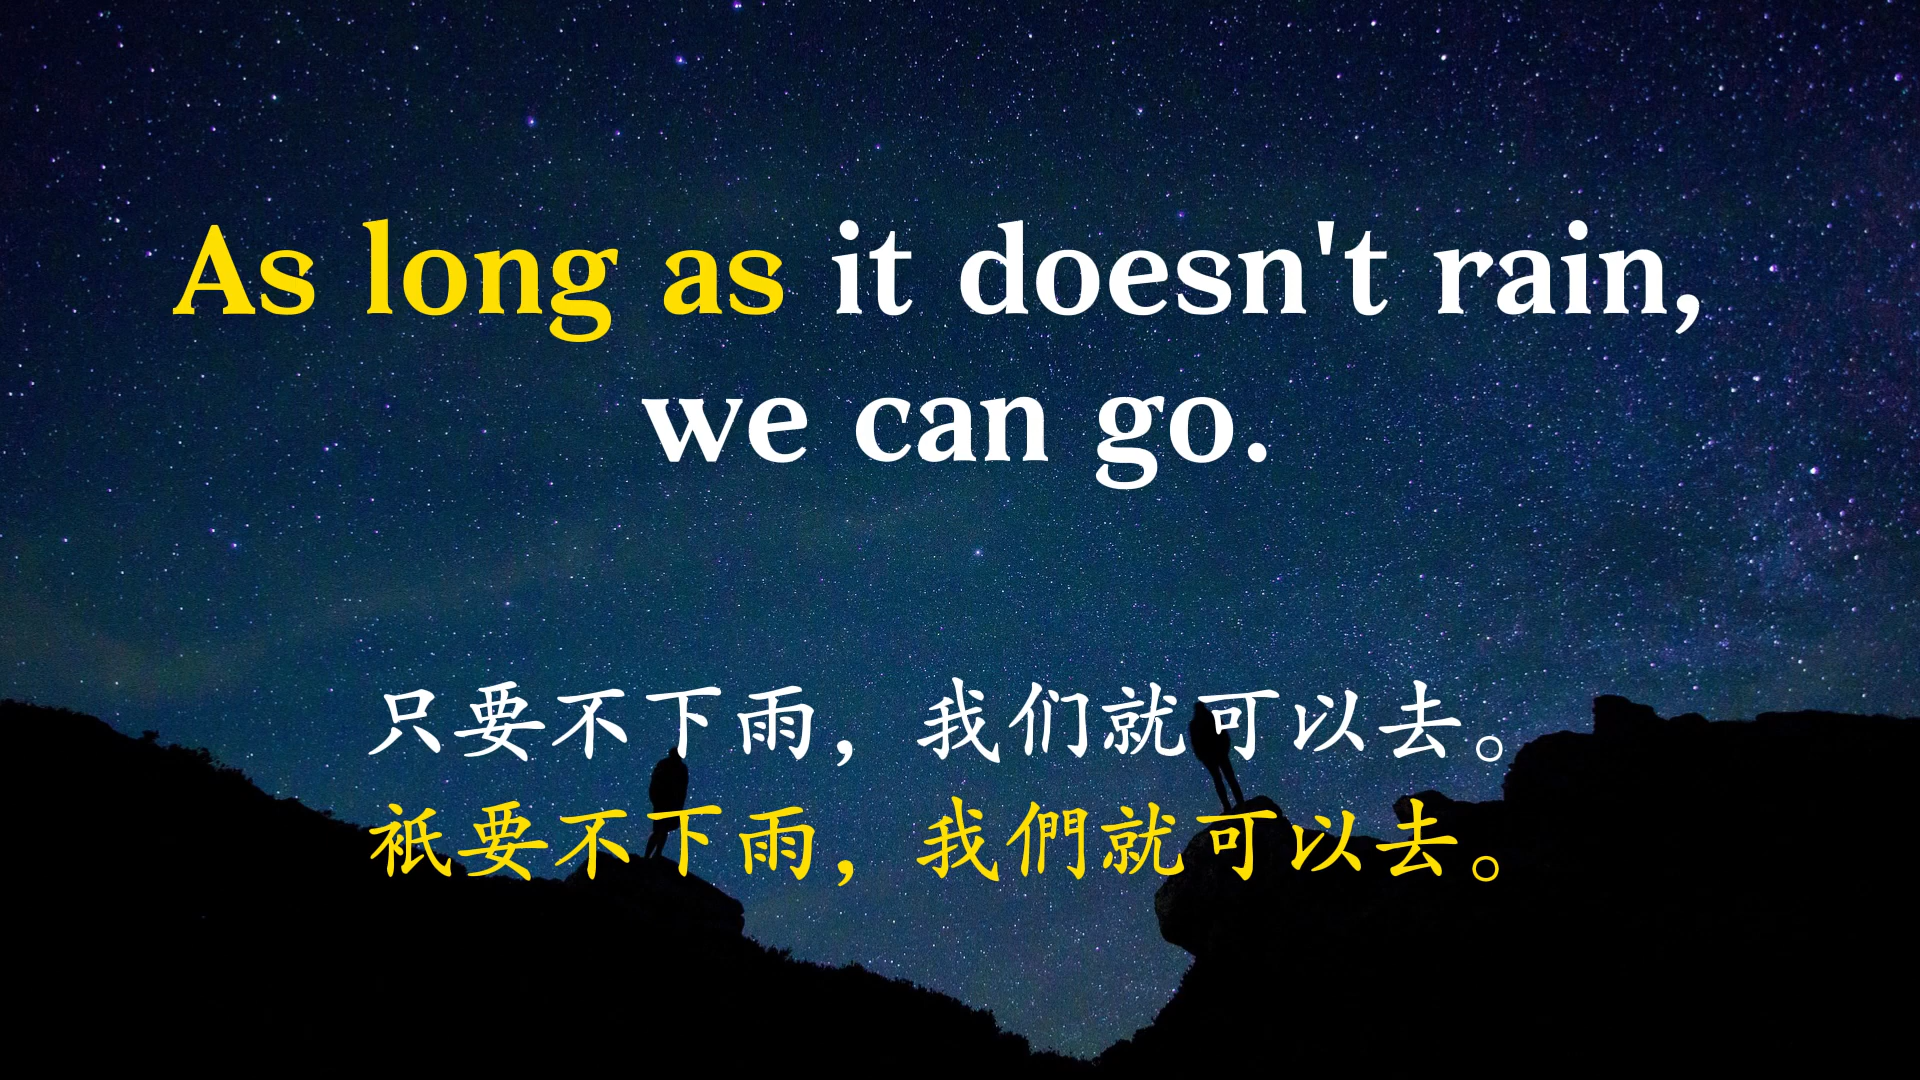 As long as it doesn't rain,
we can go.
只要不下雨，我们就可以去。
衹要不下雨，我們就可以去。